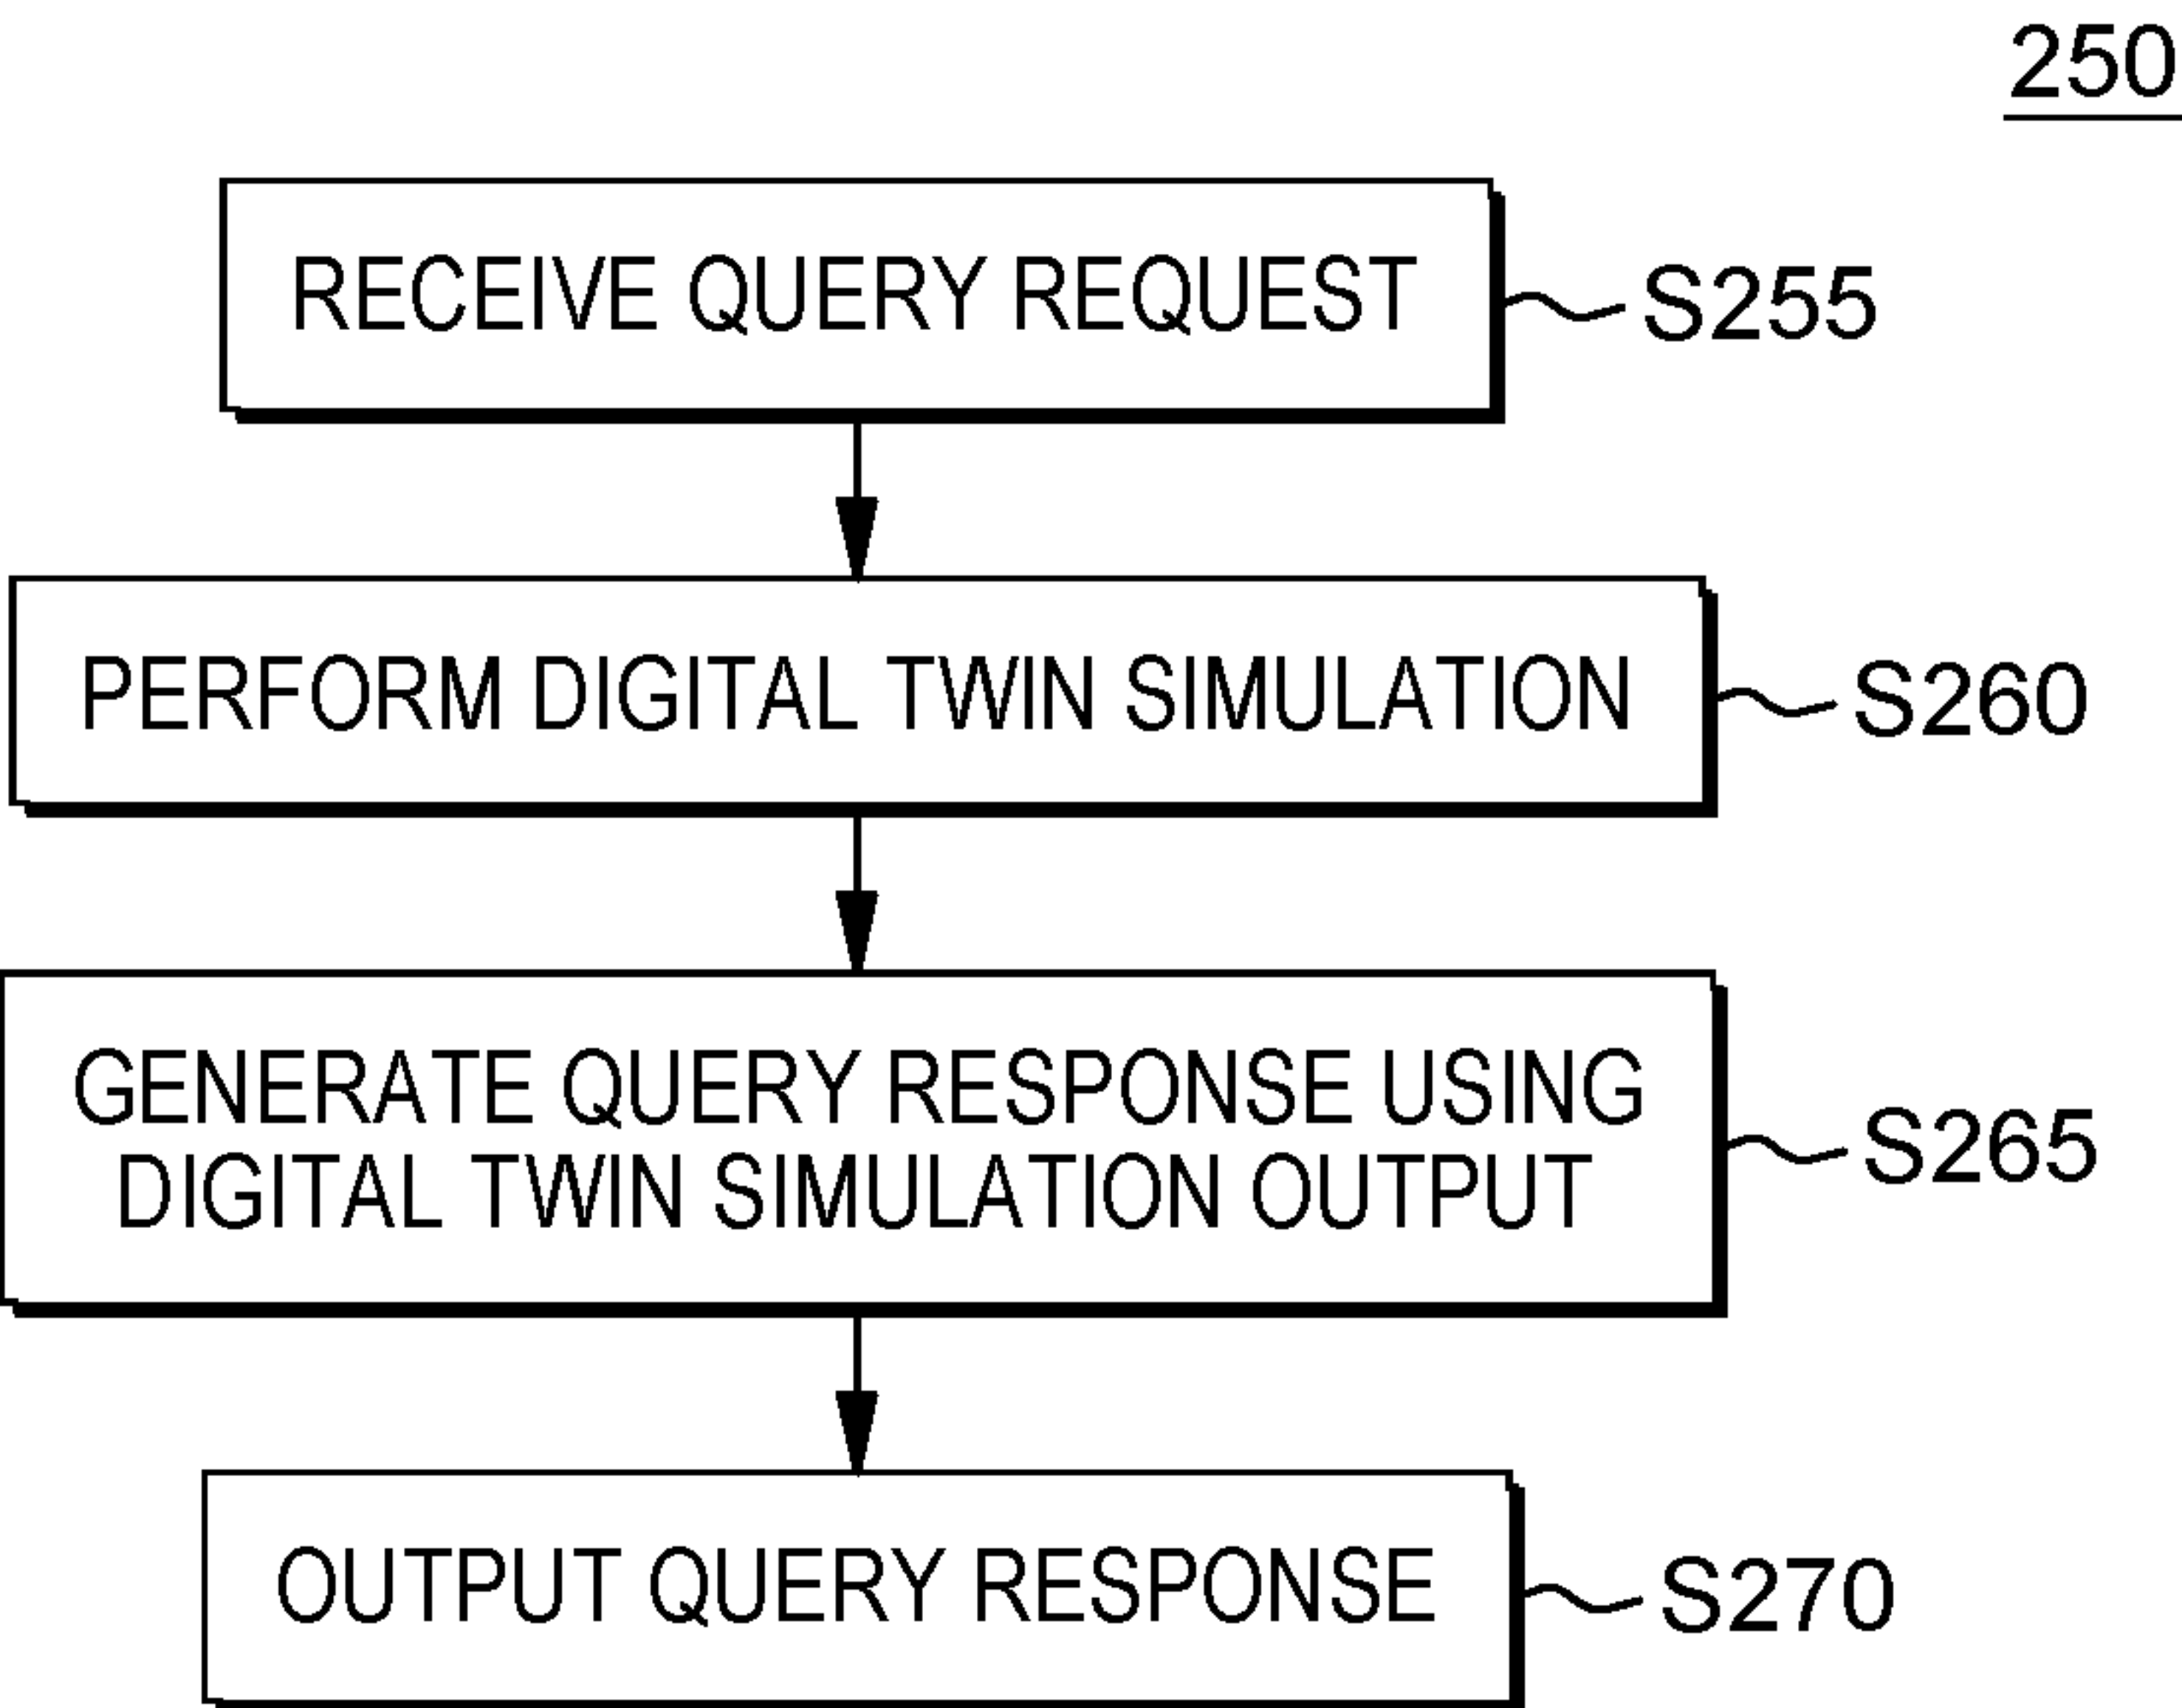 250
RECEIVE QUERY REQUEST
S255
PERFORM DIGITAL TWIN SIMULATION
S260
GENERATE QUERY RESPONSE USING
DIGITAL TWIN SIMULATION OUTPUT
S265
OUTPUT QUERY RESPONSE
S270